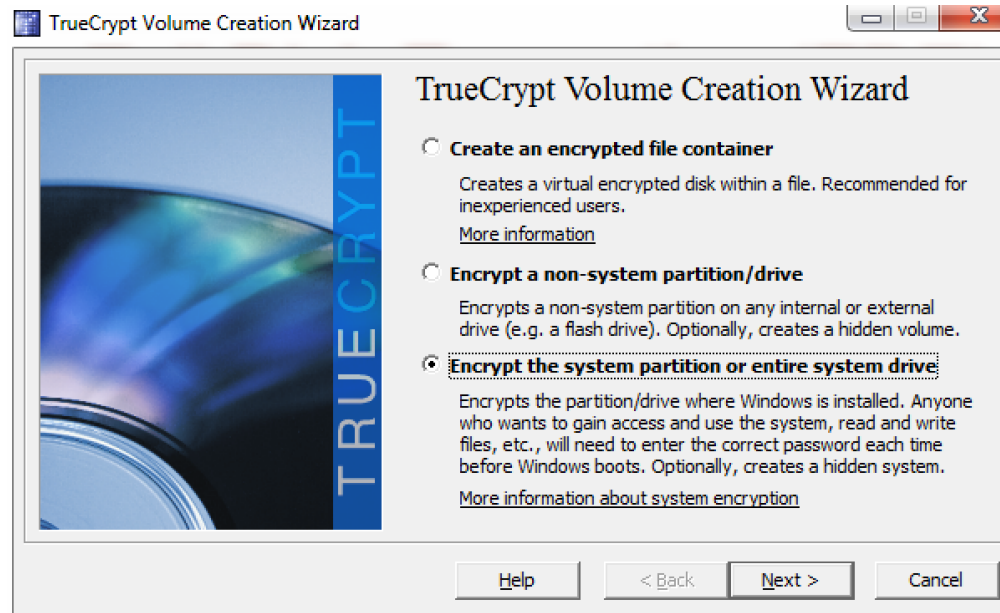 TrueCrypt Volume Creation Wizard
TRUECRYPT
TrueCrypt Volume Creation Wizard
Create an encrypted file container
Creates a virtual encrypted disk within a file. Recommended for
inexperienced users.
More information
Encrypt a non-system partition/drive
Encrypts a non-system partition on any internal or external
drive (e.g. a flash drive). Optionally, creates a hidden volume.
Encrypt the system partition or entire system drive
Encrypts the partition/drive where Windows is installed. Anyone
who wants to gain access and use the system, read and write
files, etc., will need to enter the correct password each time
before Windows boots. Optionally, creates a hidden system.
More information about system encryption
Help
< Back
Next >
Cancel